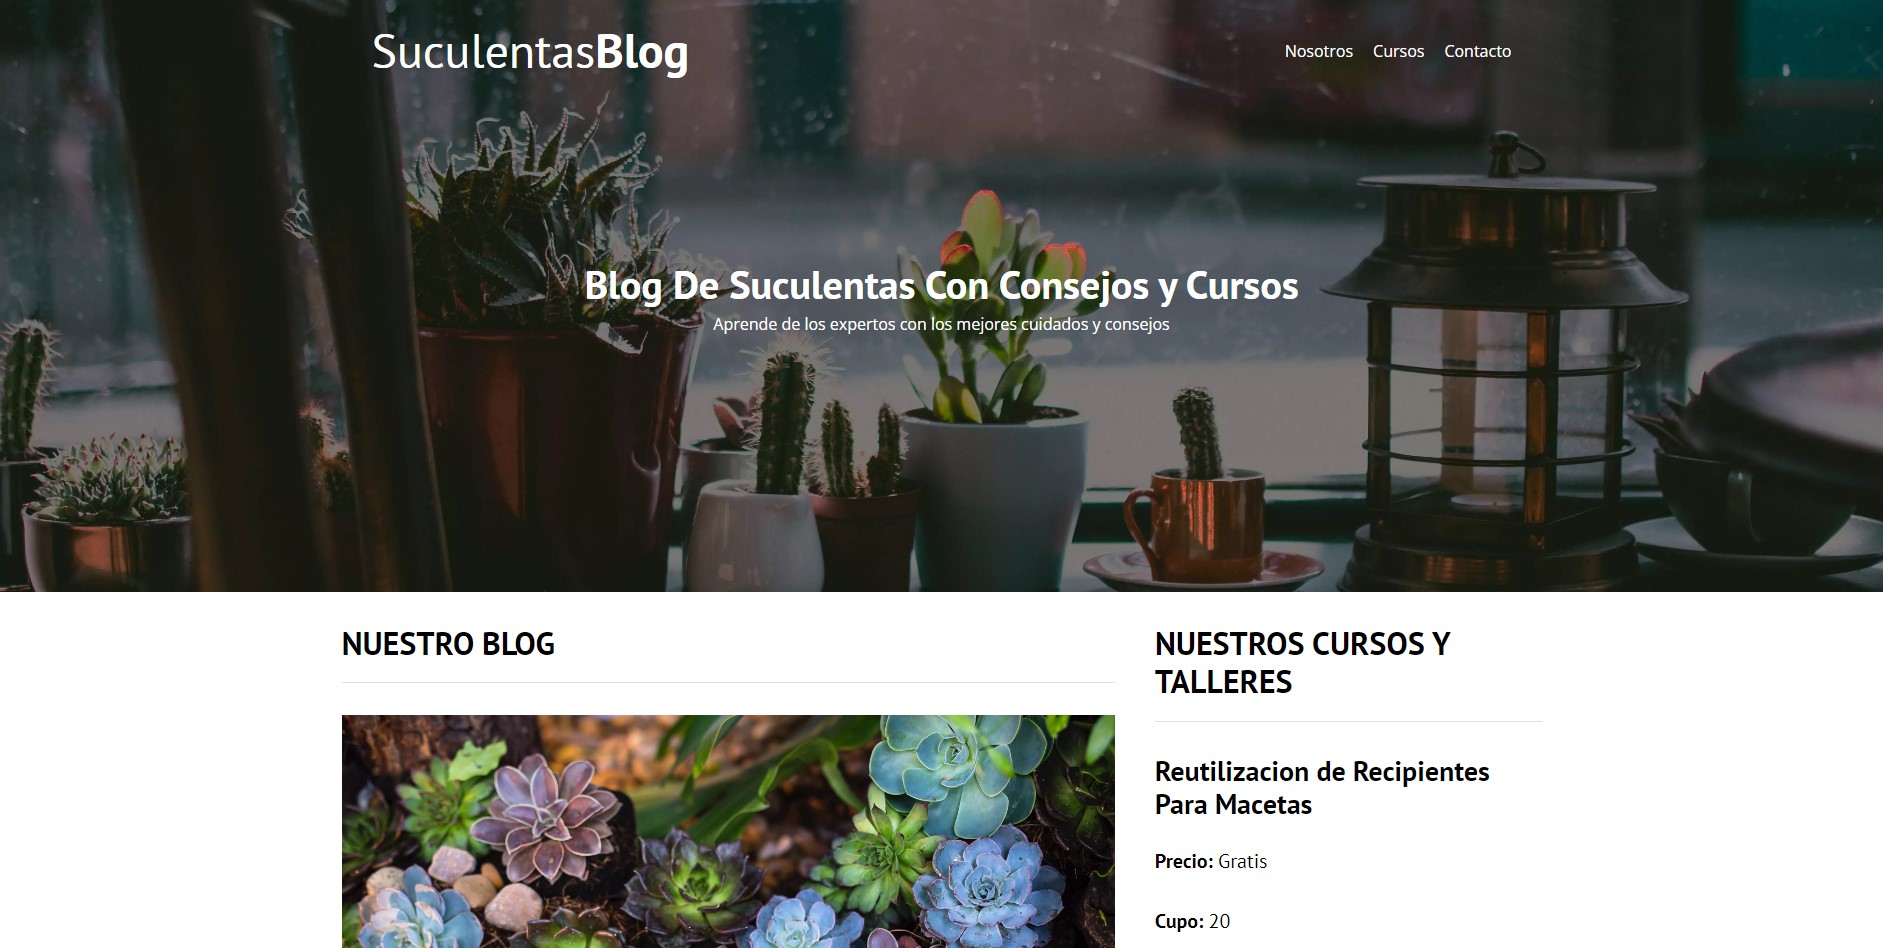 SuculentasBlog
Nosotros Cursos Contacto
Blog De Suculentas Con Consejos y Cursos
Aprende de los expertos con los mejores cuidados y consejos
NUESTRO BLOG
NUESTROS CURSOS Y
TALLERES
Reutilizacion de Recipientes
Para Macetas
Precio: Gratis
Cupo: 20